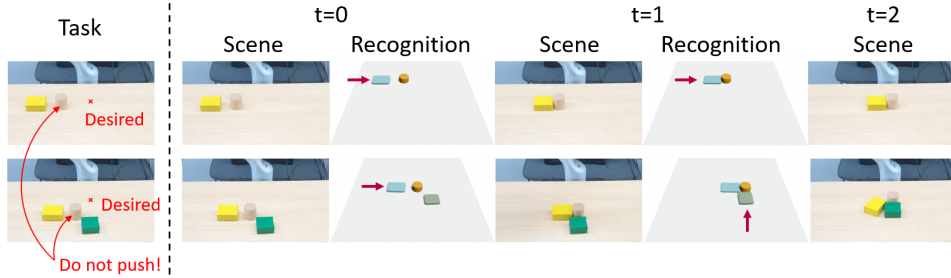 Task
t=0
t=1
t=2
Scene
Recognition
Scene
Recognition
Scene
× Desired
× Desired
Do not push!